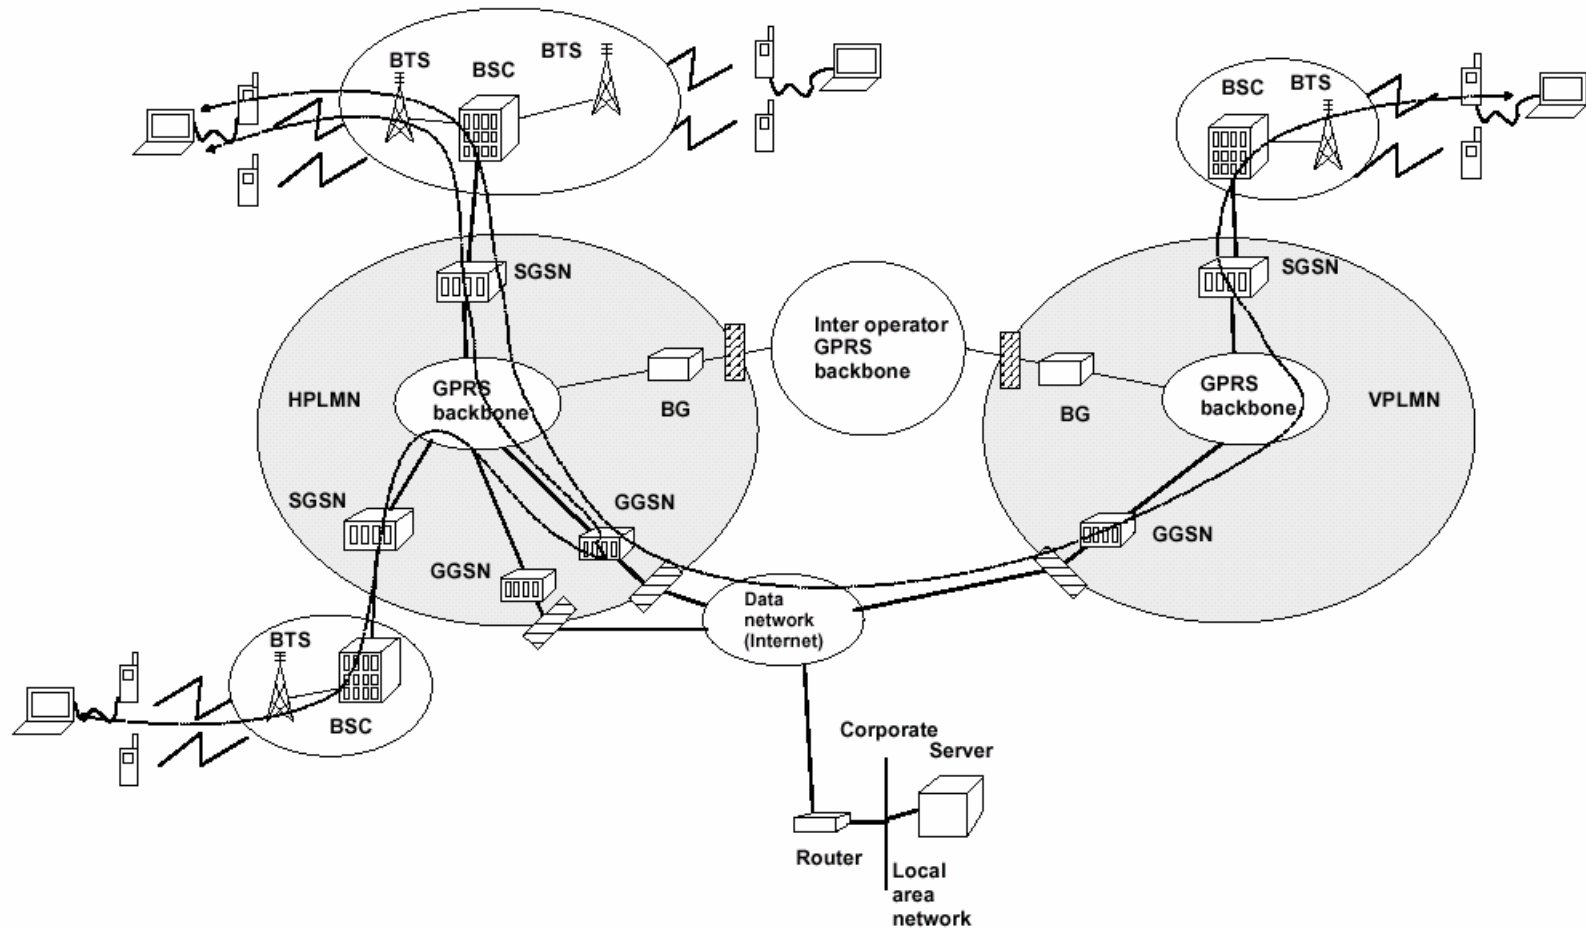 BTS
BSC
BTS
BSC
BTS
SGSN
SGSN
Inter operator
GPRS
backbone
HPLMN
GPRS
backbone
BG
BG
GPRS
backbone
VPLMN
SGSN
GGSN
GGSN
GGSN
Data
network
(Internet)
BTS
BSC
Corporate
Server
Router
Local
area
network